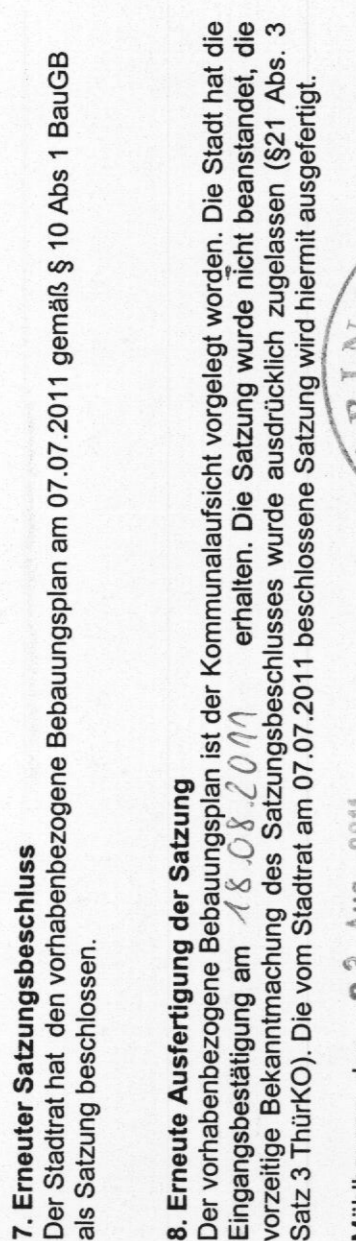 7. Erneuter Satzungsbeschluss
Der Stadtrat hat den vorhabenbezogene Bebauungsplan am 07.07.2011 gemäß § 10 Abs 1 BauGB
als Satzung beschlossen.
8. Erneute Ausfertigung der Satzung
Der vorhabenbezogene Bebauungsplan ist der Kommunalaufsicht vorgelegt worden. Die Stadt hat die
Eingangsbestätigung am 18.08.2011 erhalten. Die Satzung wurde nicht beanstandet, die
vorzeitige Bekanntmachung des Satzungsbeschlusses wurde ausdrücklich zugelassen (§21 Abs. 3
Satz 3 ThürKO). Die vom Stadtrat am 07.07.2011 beschlossene Satzung wird hiermit ausgefertigt.